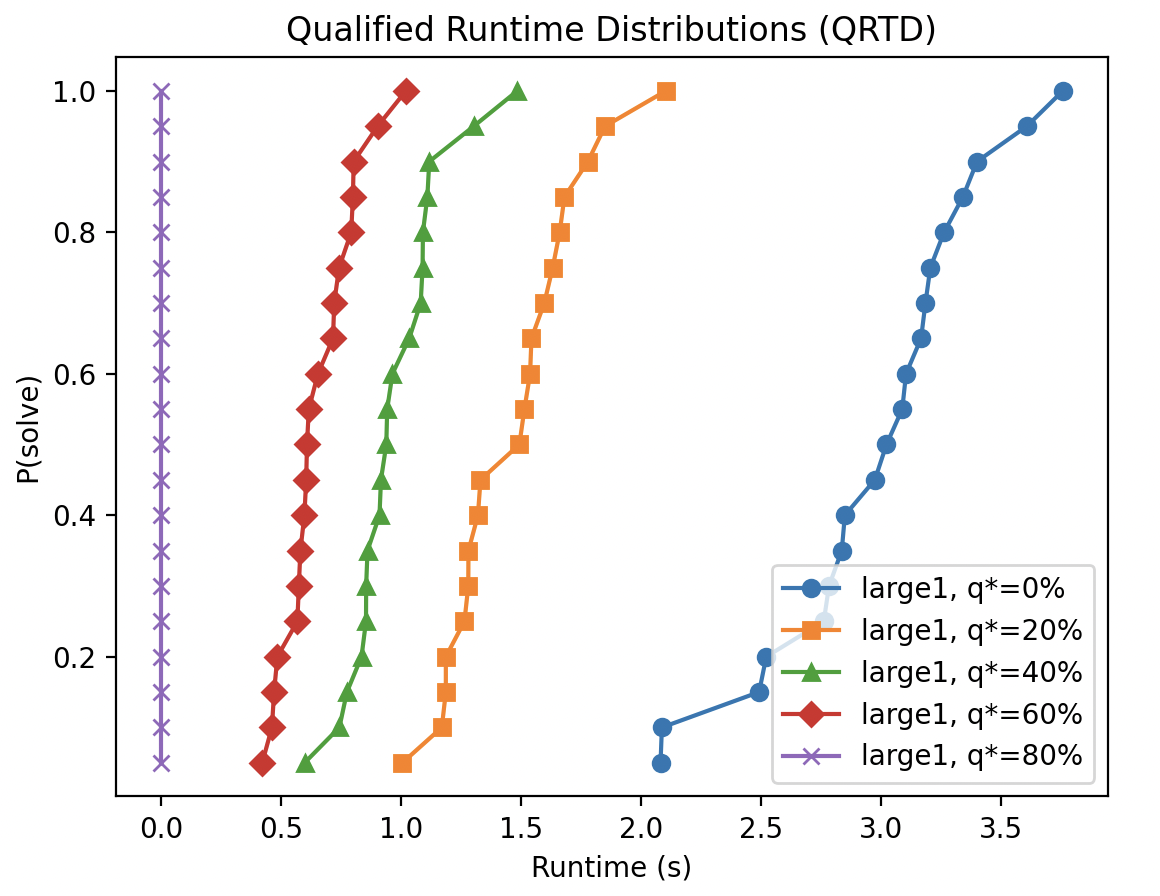 Qualified Runtime Distributions (QRTD)
1.0
0.8
0.6
0.4
0.2
P(solve)
large1, q*=0%
large1, q*=20%
large1, q*=40%
large1, q*=60%
large1, q*=80%
0.0 0.5 1.0 1.5 2.0 2.5 3.0 3.5
Runtime (s)